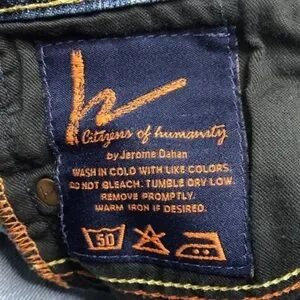 h
Citizens of humanity
by Jerome Dahan
WASH IN COLD WITH LIKE COLORS.
DO NOT BLEACH. TUMBLE DRY LOW.
REMOVE PROMPTLY.
WARM IRON IF DESIRED.
50